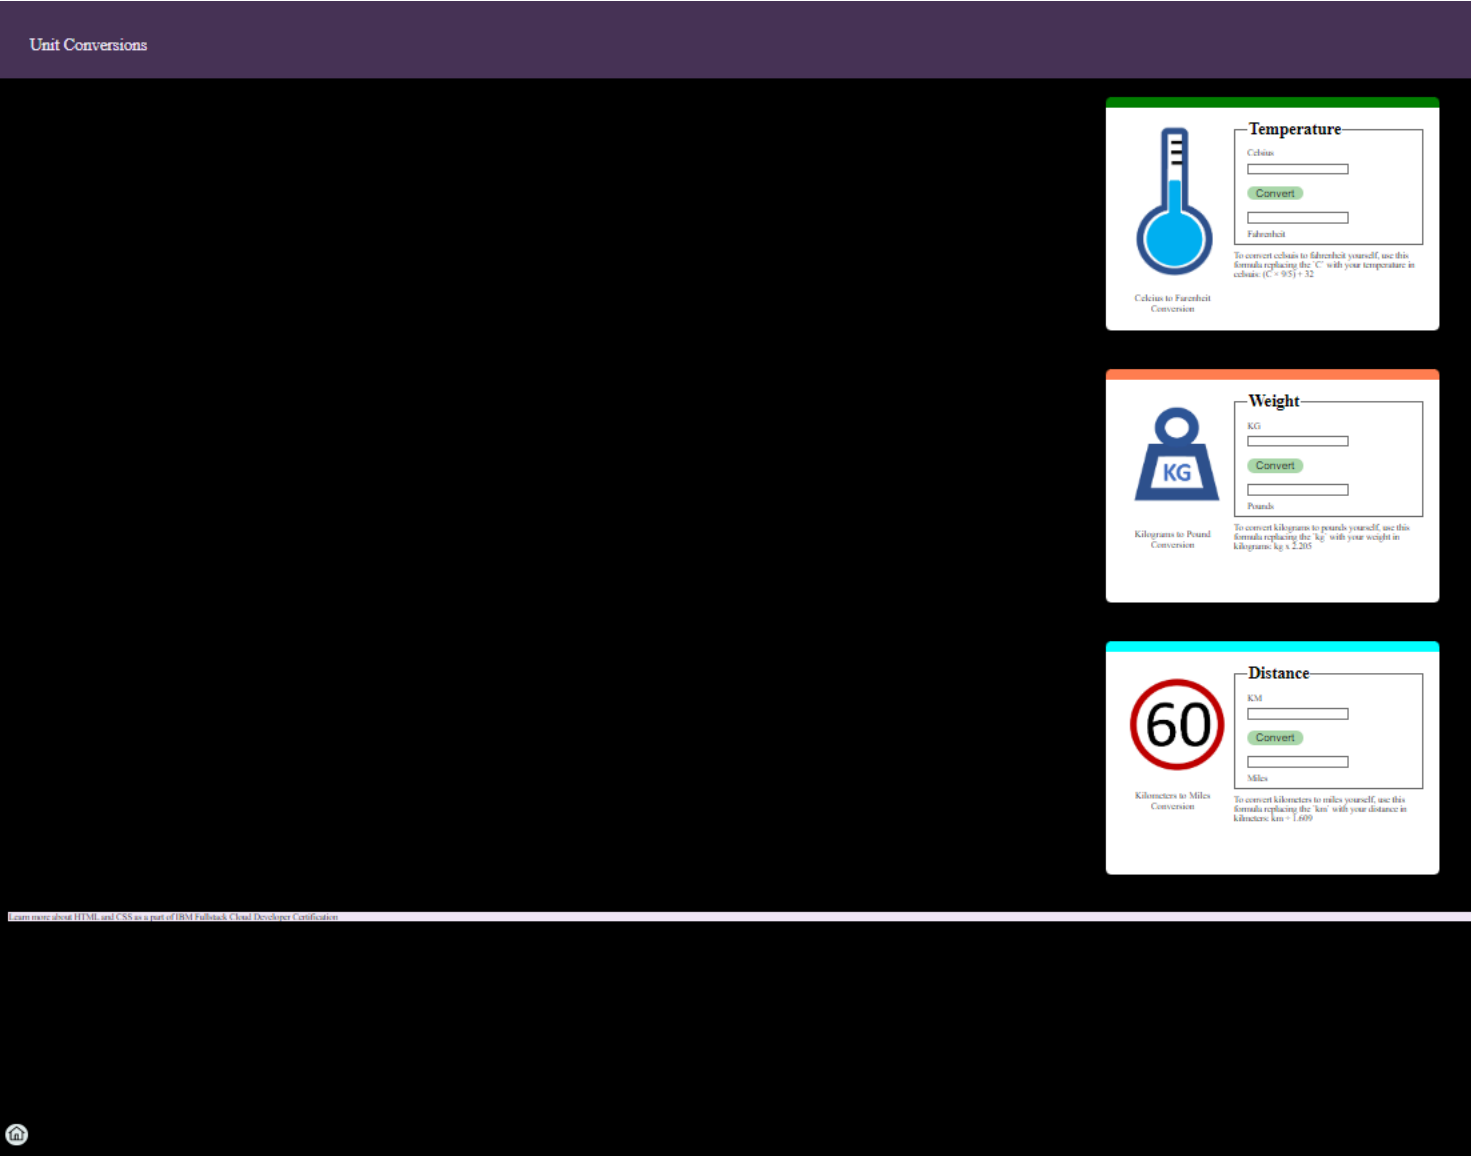 Unit Conversions
Temperature
Celsius
Convert
Fahrenheit
To convert celsuis to fahrenheit yourself, use this
formula replacing the 'C' with your temperature in
celsuis: (C × 9/5) + 32
Celcius to Farenheit
Conversion
Weight
KG
Convert
Pounds
KG
To convert kilograms to pounds yourself, use this
formula replacing the 'kg' with your weight in
kilograms: kg x 2.205
Kilograms to Pound
Conversion
Distance
KM
Convert
Miles
60
To convert kilometers to miles yourself, use this
formula replacing the 'km' with your distance in
kilmeters: km ÷ 1.609
Kilometers to Miles
Conversion
Learn more about HTML and CSS as a part of IBM Fullstack Cloud Developer Certification